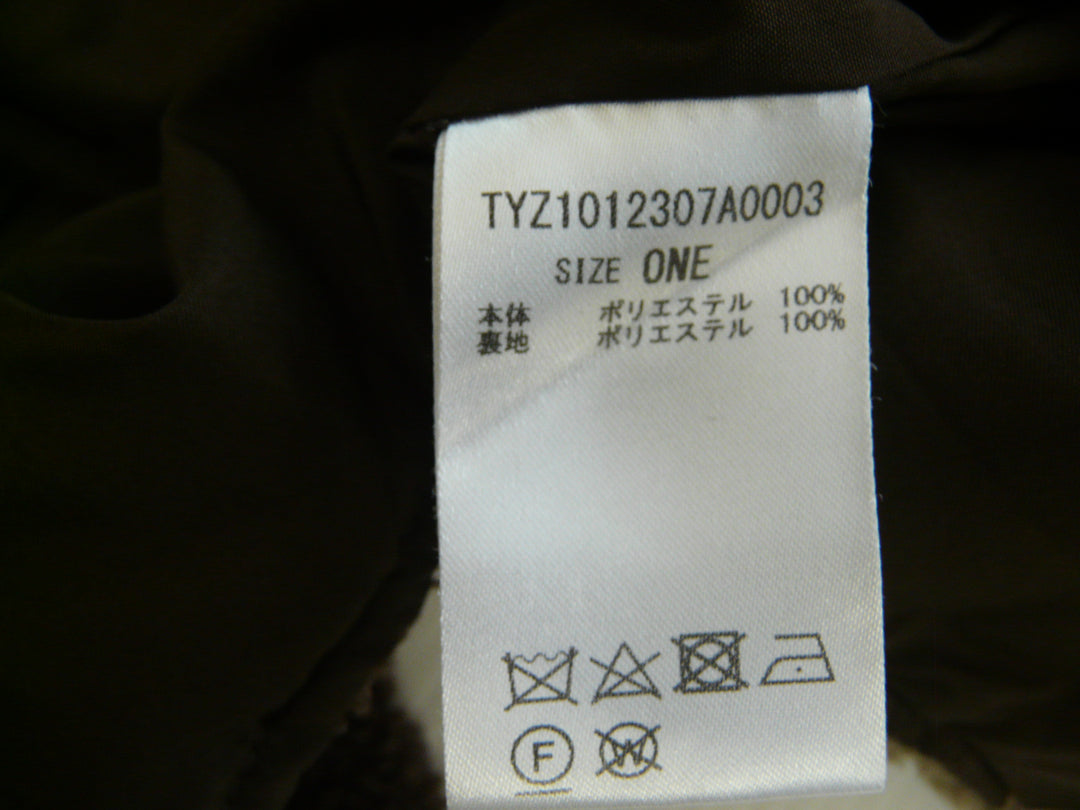 TYZ1012307A0003
SIZE ONE
本体 ポリエステル 100%
裏地 ポリエステル 100%
F W